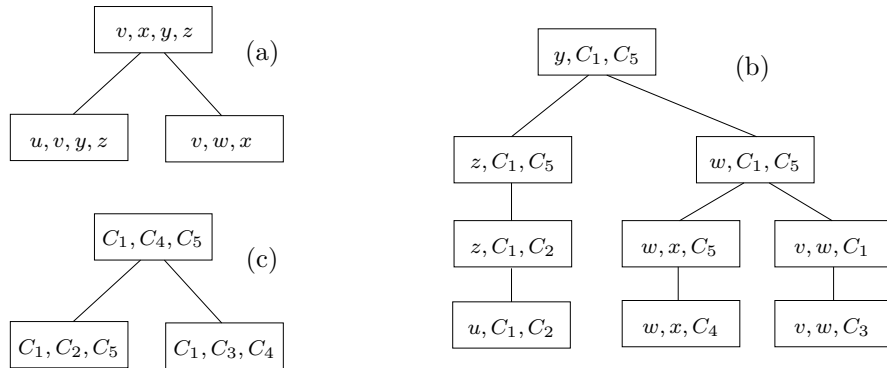 v, x, y, z
(a)
u, v, y, z
v, w, x
C₁, C₄, C₅
(c)
C₁, C₂, C₅
C₁, C₃, C₄
y, C₁, C₅
(b)
z, C₁, C₅
w, C₁, C₅
z, C₁, C₂
w, x, C₅
v, w, C₁
u, C₁, C₂
w, x, C₄
v, w, C₃